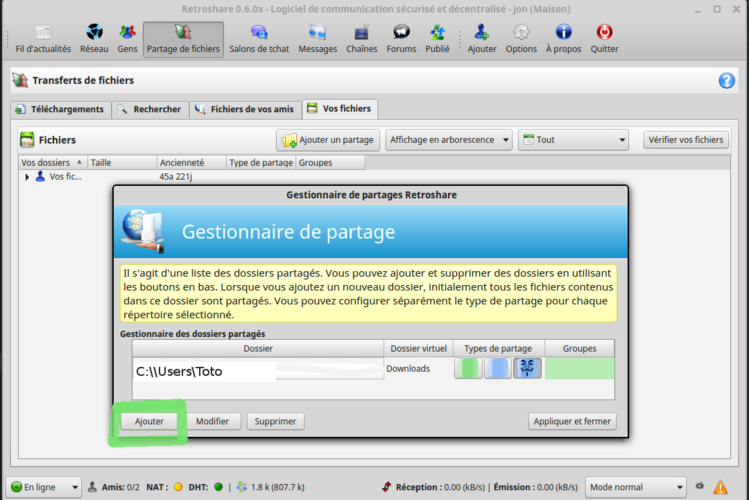 Retroshare 0.6.0x - Logiciel de communication sécurisé et décentralisé - jon (Maison)
Fil d'actualités Réseau Gens Partage de fichiers Salons de tchat Messages Chaînes Forums Publié Ajouter Options À propos Quitter
Transferts de fichiers
Téléchargements Rechercher Fichiers de vos amis Vos fichiers
Fichiers Ajouter un partage Affichage en arborescence Tout Vérifier vos fichiers
Vos dossiers Taille Ancienneté Type de partage Groupes
Vos fic... 45a 221j
Gestionnaire de partages Retroshare
Gestionnaire de partage
Il s'agit d'une liste des dossiers partagés. Vous pouvez ajouter et supprimer des dossiers en utilisant
les boutons en bas. Lorsque vous ajoutez un nouveau dossier, initialement tous les fichiers contenus
dans ce dossier sont partagés. Vous pouvez configurer séparément le type de partage pour chaque
répertoire sélectionné.
Gestionnaire des dossiers partagés
Dossier Dossier virtuel Types de partage Groupes
C:\\Users\Toto Downloads
Ajouter Modifier Supprimer Appliquer et fermer
En ligne Amis: 0/2 NAT : DHT: 1.8 k (807.7 k) Réception : 0.00 (kB/s) | Émission : 0.00 (kB/s) Mode normal